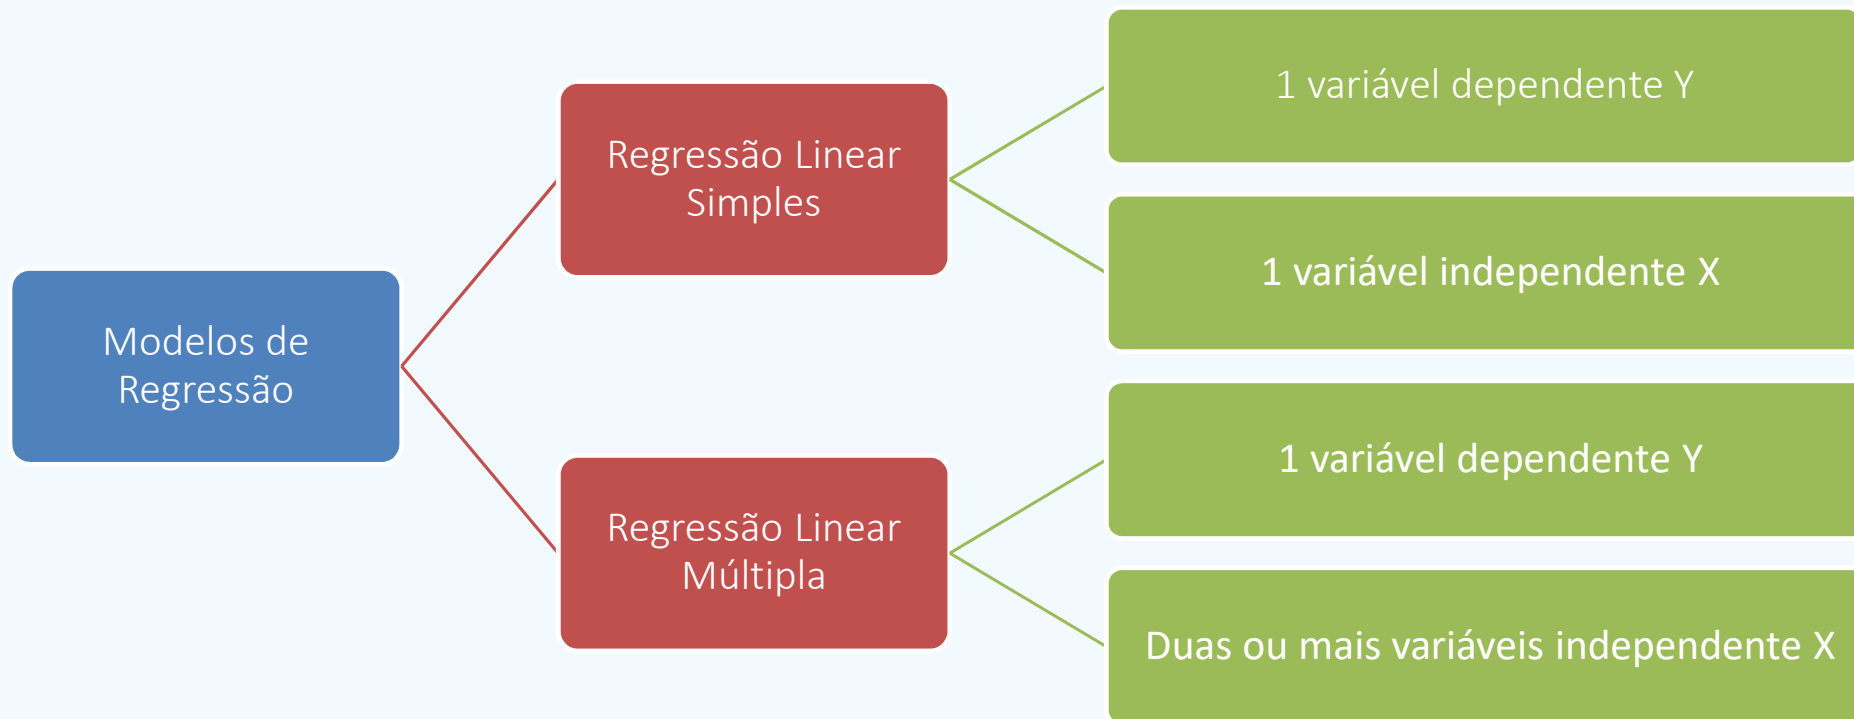 Modelos de
Regressão
Regressão Linear
Simples
1 variável dependente Y
1 variável independente X
Regressão Linear
Múltipla
1 variável dependente Y
Duas ou mais variáveis independente X